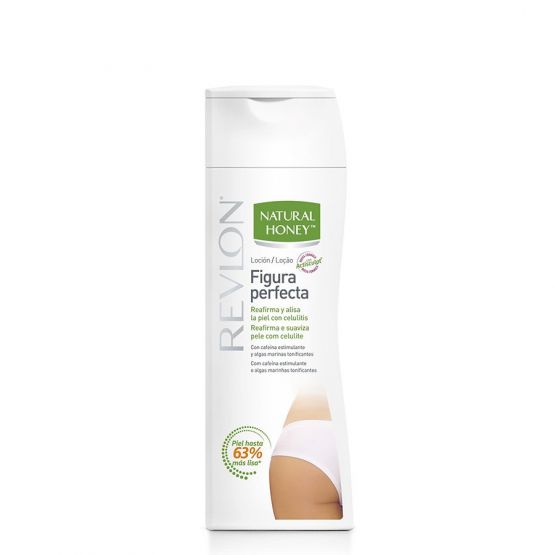 REVLON®
NATURAL
HONEY™
Loción/Loção
Actisculpt
Figura
perfecta
Reafirma y alisa
la piel con celulitis
Reafirma e suaviza
pele com celulite
Con cafeína estimulante
y algas marinas tonificantes
Com cafeína estimulante
e algas marinhas tonificantes
Piel hasta
63%
más lisa*